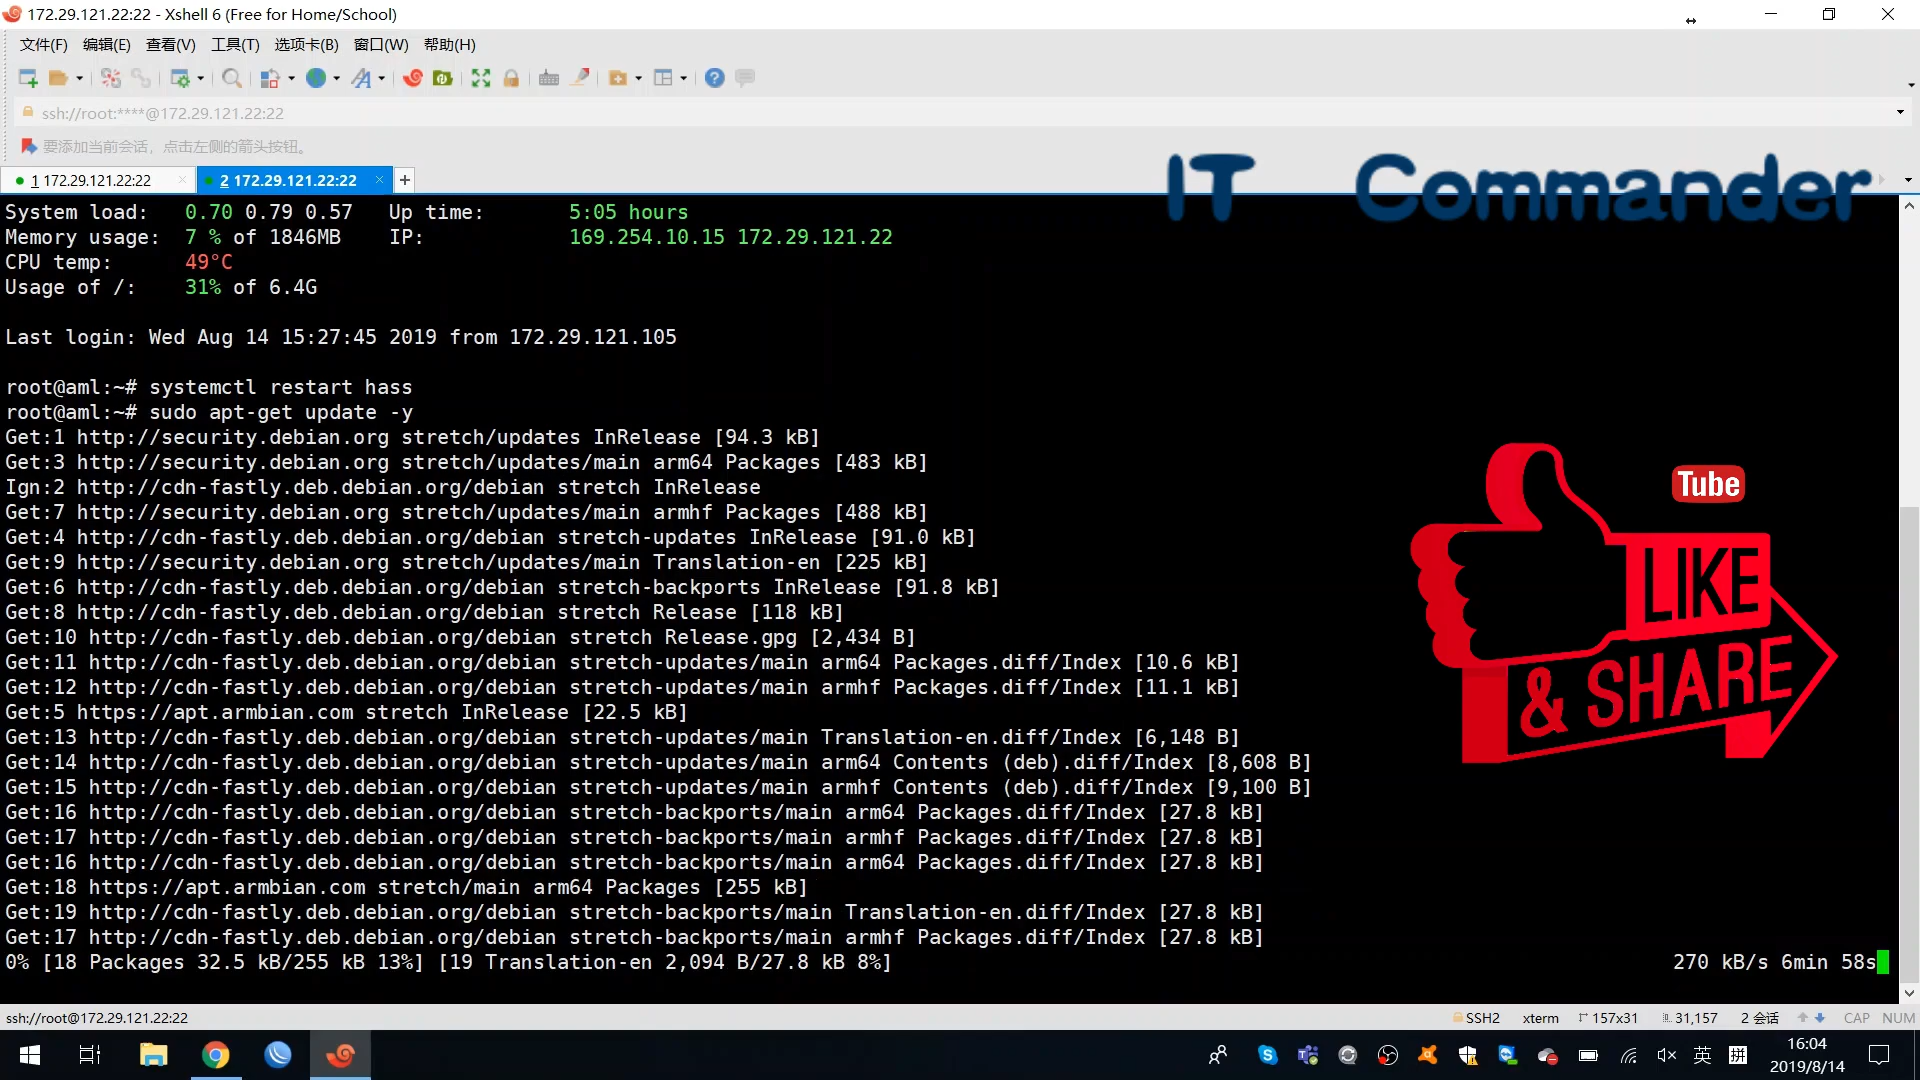 172.29.121.22:22 - Xshell 6 (Free for Home/School)
文件(F) 编辑(E) 查看(V) 工具(T) 选项卡(B) 窗口(W) 帮助(H)
ssh://root:****@172.29.121.22:22
要添加当前会话，点击左侧的箭头按钮。
1 172.29.121.22:22 × 2 172.29.121.22:22 × +
IT Commander
System load: 0.70 0.79 0.57 Up time: 5:05 hours
Memory usage: 7 % of 1846MB IP: 169.254.10.15 172.29.121.22
CPU temp: 49°C
Usage of /: 31% of 6.4G
Last login: Wed Aug 14 15:27:45 2019 from 172.29.121.105
root@aml:~# systemctl restart hass
root@aml:~# sudo apt-get update -y
Get:1 http://security.debian.org stretch/updates InRelease [94.3 kB]
Get:3 http://security.debian.org stretch/updates/main arm64 Packages [483 kB]
Ign:2 http://cdn-fastly.deb.debian.org/debian stretch InRelease
Get:7 http://security.debian.org stretch/updates/main armhf Packages [488 kB]
Get:4 http://cdn-fastly.deb.debian.org/debian stretch-updates InRelease [91.0 kB]
Get:9 http://security.debian.org stretch/updates/main Translation-en [225 kB]
Get:6 http://cdn-fastly.deb.debian.org/debian stretch-backports InRelease [91.8 kB]
Get:8 http://cdn-fastly.deb.debian.org/debian stretch Release [118 kB]
Get:10 http://cdn-fastly.deb.debian.org/debian stretch Release.gpg [2,434 B]
Get:11 http://cdn-fastly.deb.debian.org/debian stretch-updates/main arm64 Packages.diff/Index [10.6 kB]
Get:12 http://cdn-fastly.deb.debian.org/debian stretch-updates/main armhf Packages.diff/Index [11.1 kB]
Get:5 https://apt.armbian.com stretch InRelease [22.5 kB]
Get:13 http://cdn-fastly.deb.debian.org/debian stretch-updates/main Translation-en.diff/Index [6,148 B]
Get:14 http://cdn-fastly.deb.debian.org/debian stretch-updates/main arm64 Contents (deb).diff/Index [8,608 B]
Get:15 http://cdn-fastly.deb.debian.org/debian stretch-updates/main armhf Contents (deb).diff/Index [9,100 B]
Get:16 http://cdn-fastly.deb.debian.org/debian stretch-backports/main arm64 Packages.diff/Index [27.8 kB]
Get:17 http://cdn-fastly.deb.debian.org/debian stretch-backports/main armhf Packages.diff/Index [27.8 kB]
Get:16 http://cdn-fastly.deb.debian.org/debian stretch-backports/main arm64 Packages.diff/Index [27.8 kB]
Get:18 https://apt.armbian.com stretch/main arm64 Packages [255 kB]
Get:19 http://cdn-fastly.deb.debian.org/debian stretch-backports/main Translation-en.diff/Index [27.8 kB]
Get:17 http://cdn-fastly.deb.debian.org/debian stretch-backports/main armhf Packages.diff/Index [27.8 kB]
0% [18 Packages 32.5 kB/255 kB 13%] [19 Translation-en 2,094 B/27.8 kB 8%] 270 kB/s 6min 58s
Tube
LIKE
& SHARE
ssh://root@172.29.121.22:22 SSH2 xterm 157x31 31,157 2 会话 CAP NUM
英 拼 16:04
2019/8/14